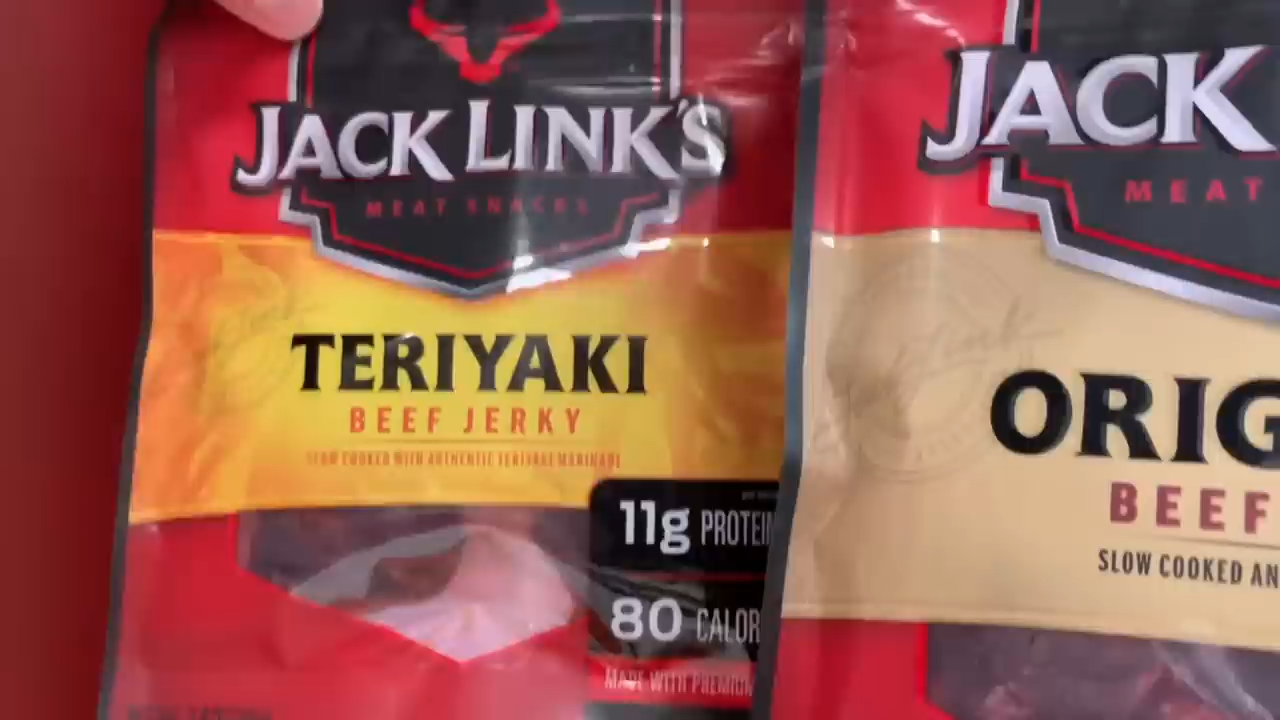 JACK LINK'S
MEAT SNACKS
TERIYAKI
BEEF JERKY
SLOW COOKED WITH AUTHENTIC TERIYAKI MARINADE
11g PROTEIN
80 CALOR
MADE WITH PREMIUM
JACK
MEAT
ORIG
BEEF
SLOW COOKED AN